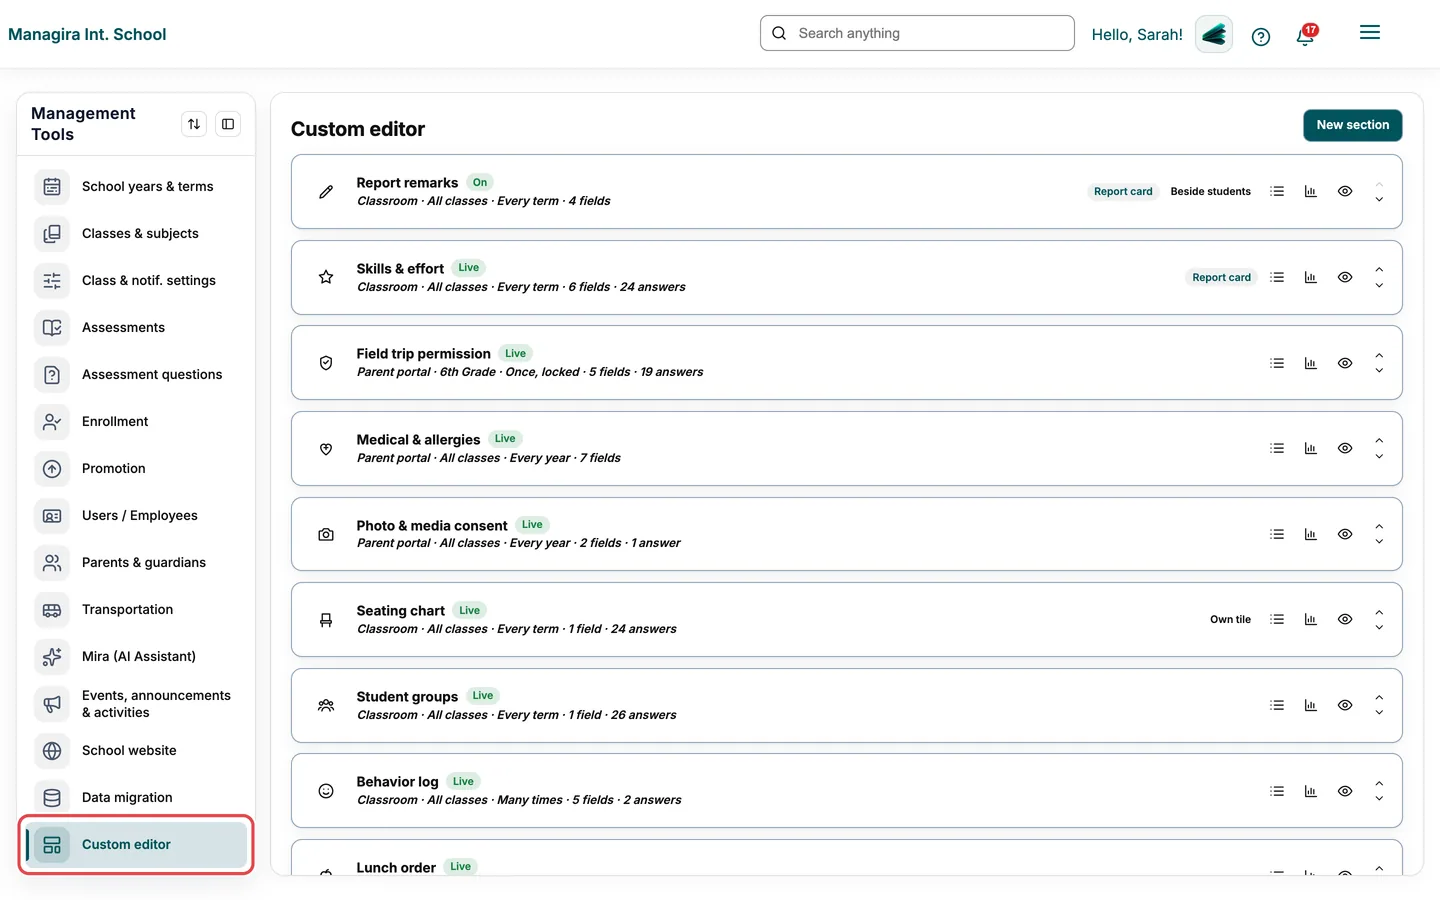 Managira Int. School
Search anything
Hello, Sarah!
17
Management
Tools
School years & terms
Classes & subjects
Class & notif. settings
Assessments
Assessment questions
Enrollment
Promotion
Users / Employees
Parents & guardians
Transportation
Mira (AI Assistant)
Events, announcements
& activities
School website
Data migration
Custom editor
Custom editor
New section
Report remarks On
Classroom · All classes · Every term · 4 fields
Report card Beside students
Skills & effort Live
Classroom · All classes · Every term · 6 fields · 24 answers
Report card
Field trip permission Live
Parent portal · 6th Grade · Once, locked · 5 fields · 19 answers
Medical & allergies Live
Parent portal · All classes · Every year · 7 fields
Photo & media consent Live
Parent portal · All classes · Every year · 2 fields · 1 answer
Seating chart Live
Classroom · All classes · Every term · 1 field · 24 answers
Own tile
Student groups Live
Classroom · All classes · Every term · 1 field · 26 answers
Behavior log Live
Classroom · All classes · Many times · 5 fields · 2 answers
Lunch order Live